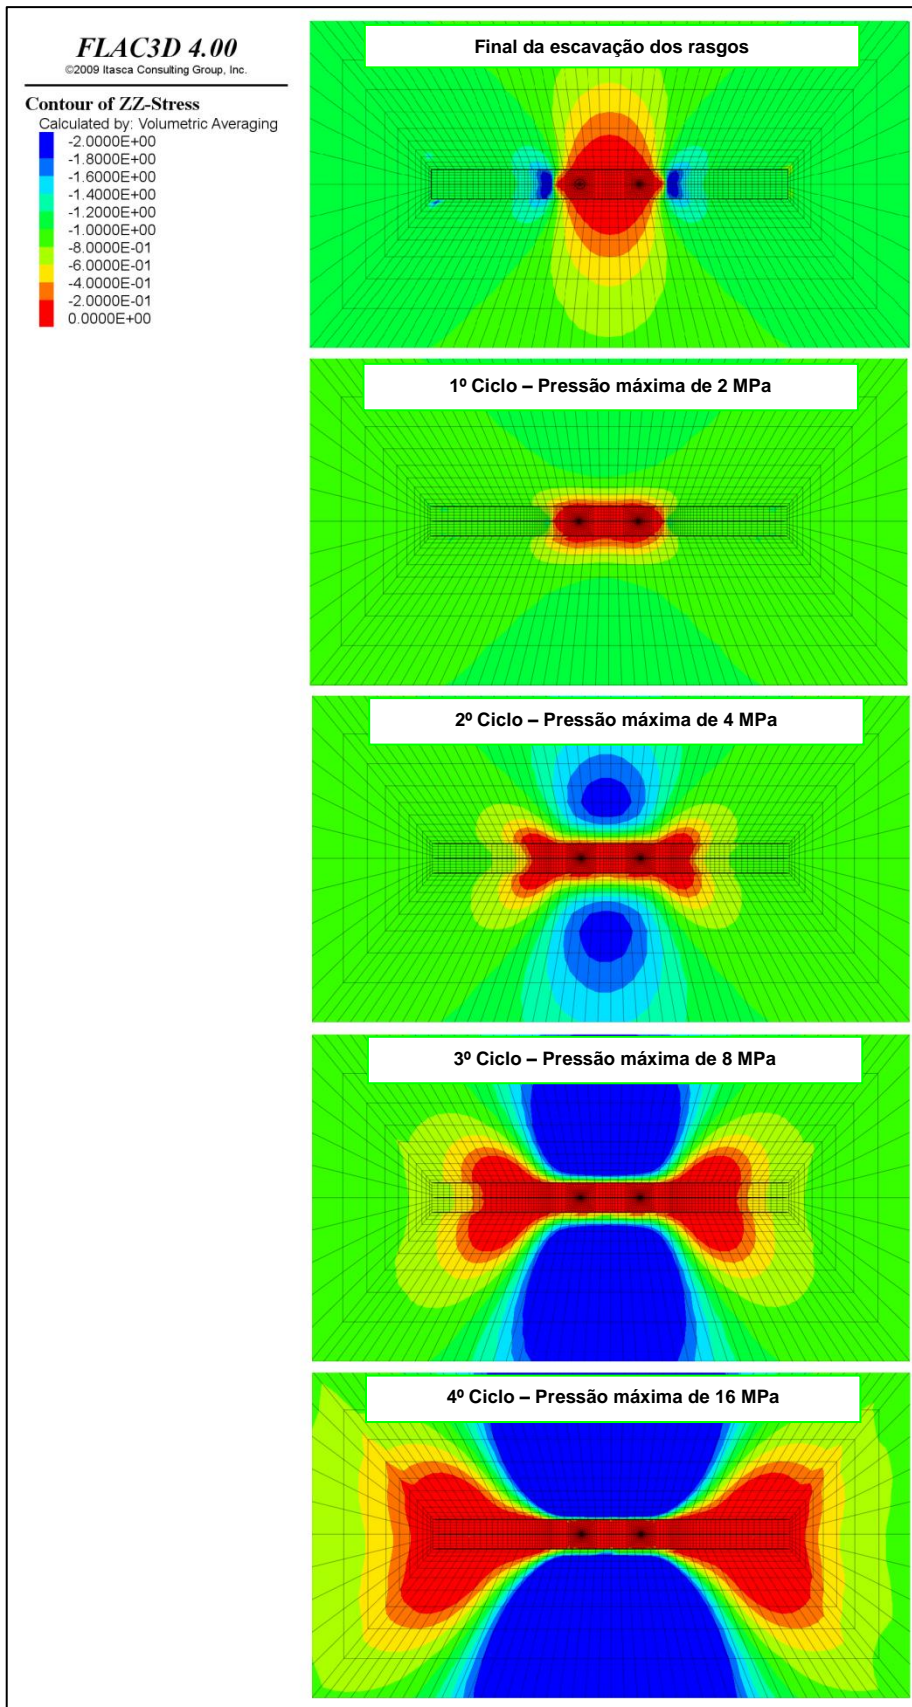 FLAC3D 4.00
©2009 Itasca Consulting Group, Inc.
Contour of ZZ-Stress
Calculated by: Volumetric Averaging
-2.0000E+00
-1.8000E+00
-1.6000E+00
-1.4000E+00
-1.2000E+00
-1.0000E+00
-8.0000E-01
-6.0000E-01
-4.0000E-01
-2.0000E-01
0.0000E+00
Final da escavação dos rasgos
1º Ciclo – Pressão máxima de 2 MPa
2º Ciclo – Pressão máxima de 4 MPa
3º Ciclo – Pressão máxima de 8 MPa
4º Ciclo – Pressão máxima de 16 MPa